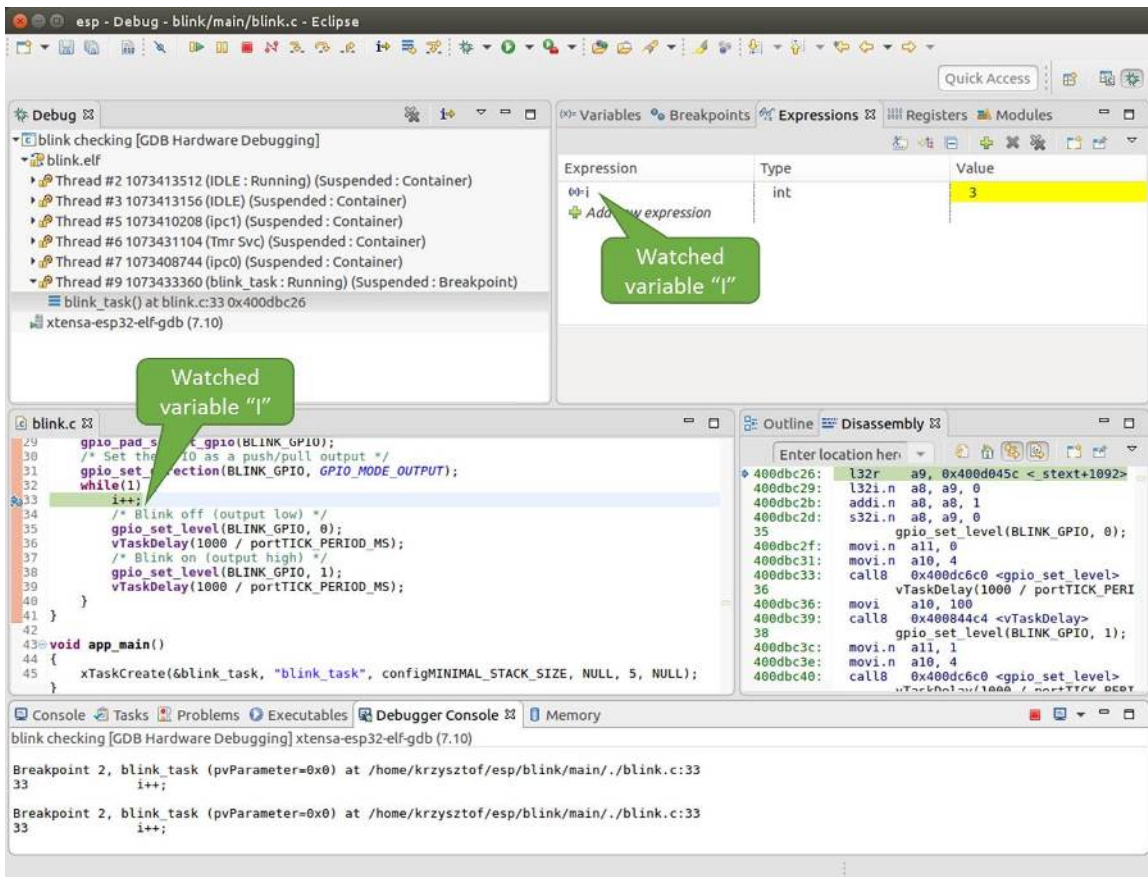 esp - Debug - blink/main/blink.c - Eclipse
Quick Access
Debug
blink checking [GDB Hardware Debugging]
blink.elf
Thread #2 1073413512 (IDLE : Running) (Suspended : Container)
Thread #3 1073413156 (IDLE) (Suspended : Container)
Thread #5 1073410208 (ipc1) (Suspended : Container)
Thread #6 1073431104 (Tmr Svc) (Suspended : Container)
Thread #7 1073408744 (ipc0) (Suspended : Container)
Thread #9 1073433360 (blink_task : Running) (Suspended : Breakpoint)
blink_task() at blink.c:33 0x400dbc26
xtensa-esp32-elf-gdb (7.10)
(x)= Variables Breakpoints Expressions Registers Modules
Expression Type Value
(x)= i int 3
Add expression
Watched
variable “I”
Watched
variable “I”
blink.c
29 gpio_pad_s t_gpio(BLINK_GPIO);
30 /* Set the IO as a push/pull output */
31 gpio_set ection(BLINK_GPIO, GPIO_MODE_OUTPUT);
32 while(1)
33 i++;
34 /* Blink off (output low) */
35 gpio_set_level(BLINK_GPIO, 0);
36 vTaskDelay(1000 / portTICK_PERIOD_MS);
37 /* Blink on (output high) */
38 gpio_set_level(BLINK_GPIO, 1);
39 vTaskDelay(1000 / portTICK_PERIOD_MS);
40 }
41 }
42
43 void app_main()
44 {
45 xTaskCreate(&blink_task, "blink_task", configMINIMAL_STACK_SIZE, NULL, 5, NULL);
}
Outline Disassembly
Enter location her
400dbc26: l32r a9, 0x400d045c <_stext+1092>
400dbc29: l32i.n a8, a9, 0
400dbc2b: addi.n a8, a8, 1
400dbc2d: s32i.n a8, a9, 0
35 gpio_set_level(BLINK_GPIO, 0);
400dbc2f: movi.n a11, 0
400dbc31: movi.n a10, 4
400dbc33: call8 0x400dc6c0 <gpio_set_level>
36 vTaskDelay(1000 / portTICK_PERI
400dbc36: movi a10, 100
400dbc39: call8 0x400844c4 <vTaskDelay>
38 gpio_set_level(BLINK_GPIO, 1);
400dbc3c: movi.n a11, 1
400dbc3e: movi.n a10, 4
400dbc40: call8 0x400dc6c0 <gpio_set_level>
vTaskDelay(1000 / portTICK_PERI
Console Tasks Problems Executables Debugger Console Memory
blink checking [GDB Hardware Debugging] xtensa-esp32-elf-gdb (7.10)
Breakpoint 2, blink_task (pvParameter=0x0) at /home/krzysztof/esp/blink/main/./blink.c:33
33 i++;
Breakpoint 2, blink_task (pvParameter=0x0) at /home/krzysztof/esp/blink/main/./blink.c:33
33 i++;